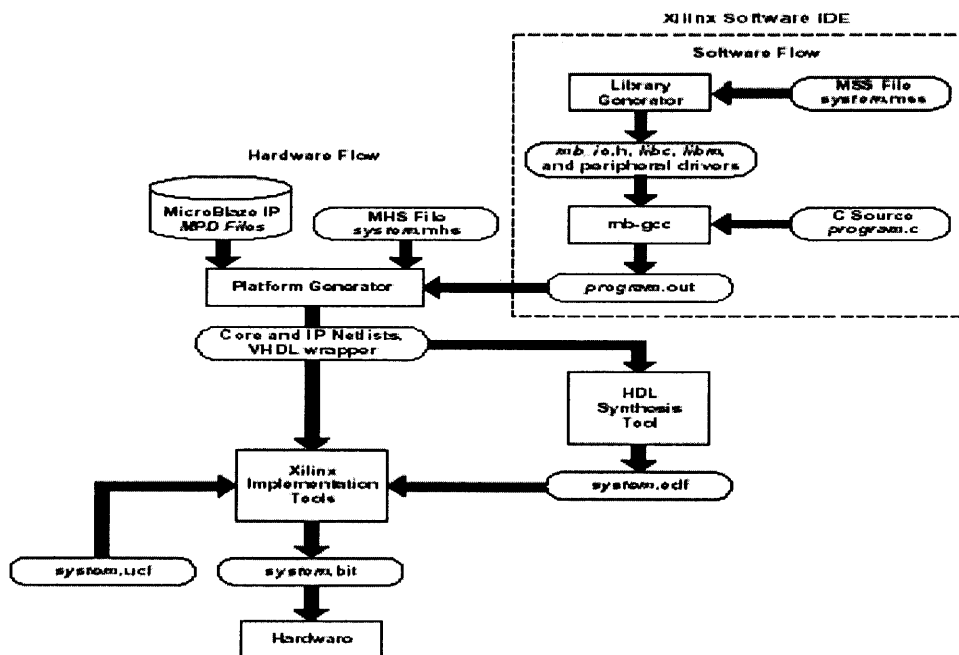 Xilinx Software IDE
Software Flow
Library
Generator
MSS File
system.mss
mb_io.h, libc, libm,
and peripheral drivers
Hardware Flow
MicroBlaze IP
MPD Files
MHS File
system.mhs
mb-gcc
C Source
program.c
Platform Generator
program.out
Core and IP Netlists,
VHDL wrapper
HDL
Synthesis
Tool
Xilinx
Implementation
Tools
system.edf
system.ucf
system.bit
Hardware